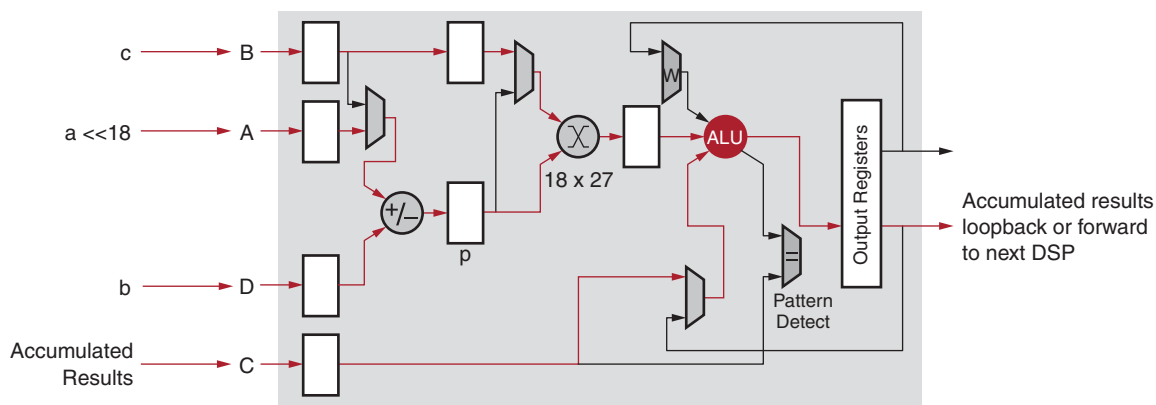 c
B
a <<18
A
b
D
Accumulated
Results
C
+/–
p
18 x 27
W
ALU
=
Pattern
Detect
Output Registers
Accumulated results
loopback or forward
to next DSP